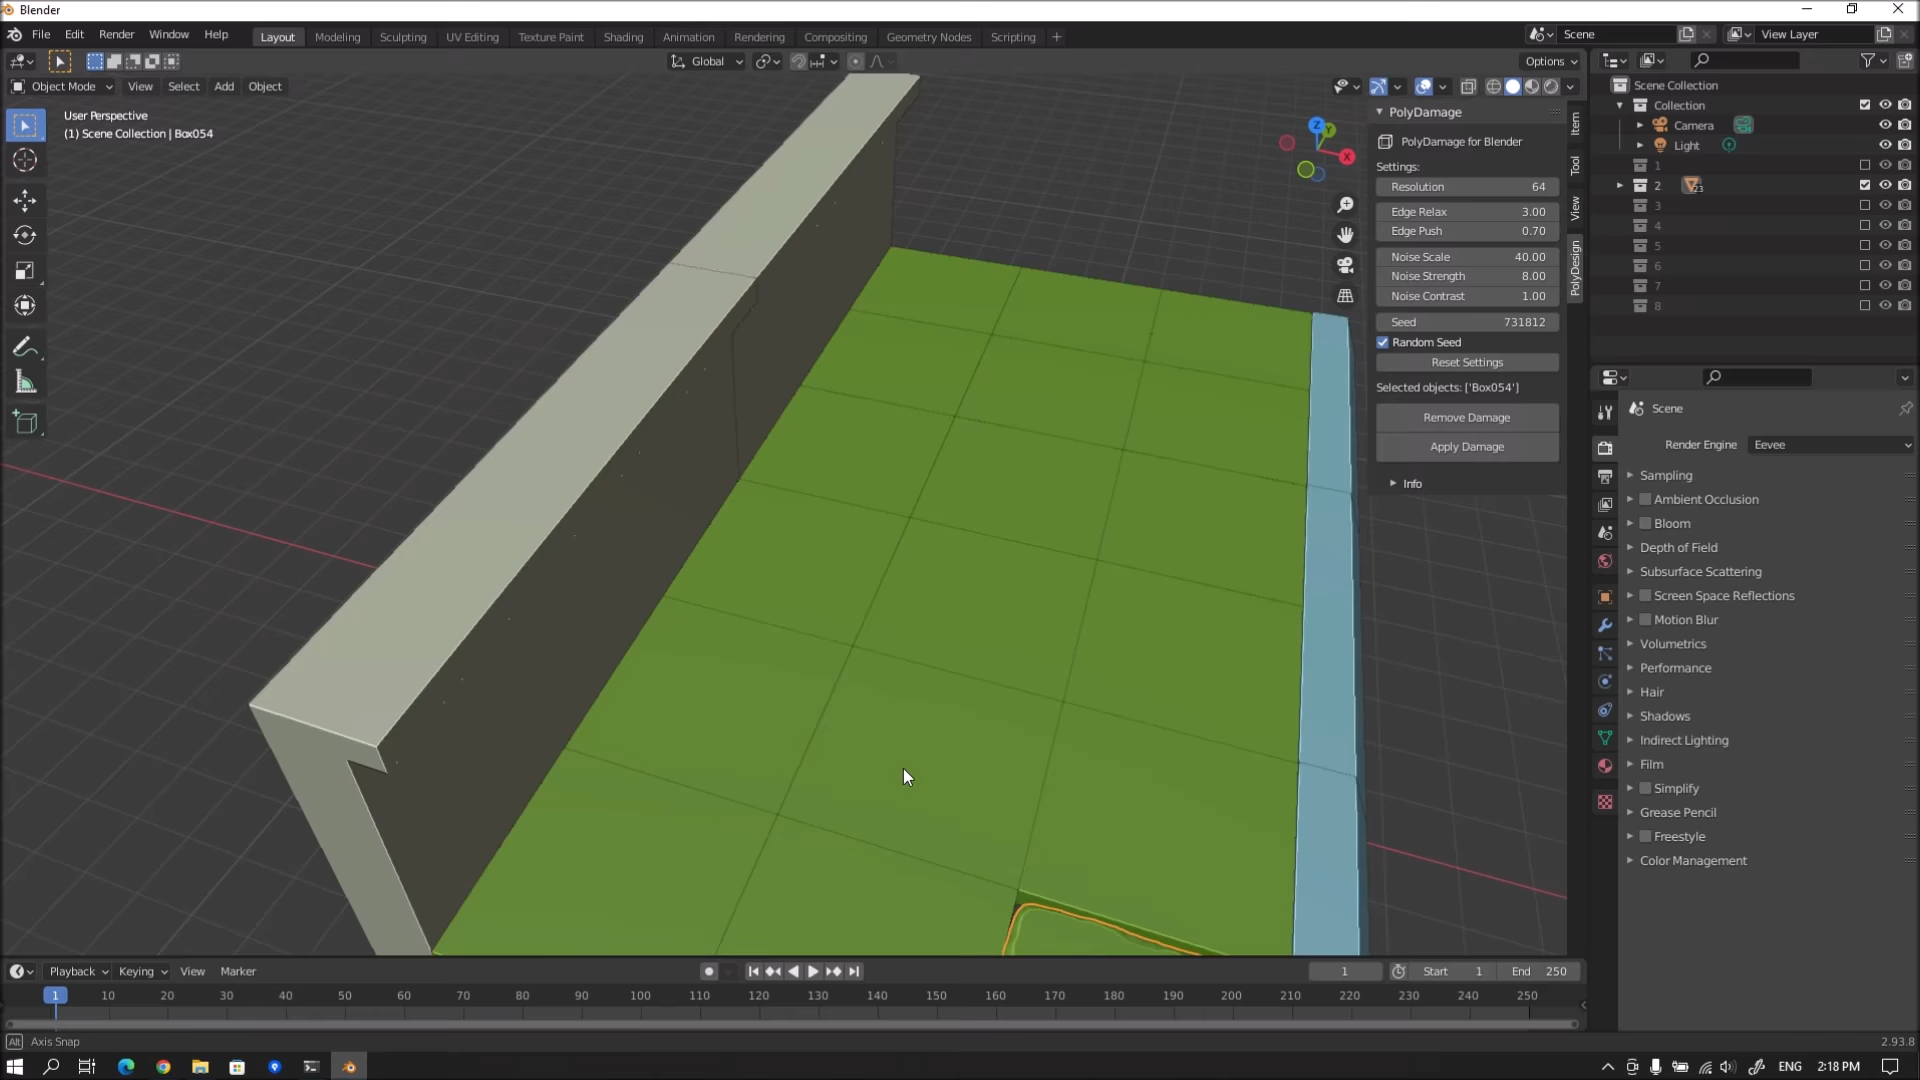 Blender
File Edit Render Window Help Layout Modeling Sculpting UV Editing Texture Paint Shading Animation Rendering Compositing Geometry Nodes Scripting + Scene View Layer
Global Options
Object Mode View Select Add Object
User Perspective
(1) Scene Collection | Box054
Z Y X
PolyDamage
PolyDamage for Blender
Settings:
Resolution 64
Edge Relax 3.00
Edge Push 0.70
Noise Scale 40.00
Noise Strength 8.00
Noise Contrast 1.00
Seed 731812
Random Seed
Reset Settings
Selected objects: ['Box054']
Remove Damage
Apply Damage
Info
Item
Tool
View
PolyDesign
Scene Collection
Collection
Camera
Light
1
2 23
3
4
5
6
7
8
Scene
Render Engine Eevee
Sampling
Ambient Occlusion
Bloom
Depth of Field
Subsurface Scattering
Screen Space Reflections
Motion Blur
Volumetrics
Performance
Hair
Shadows
Indirect Lighting
Film
Simplify
Grease Pencil
Freestyle
Color Management
Playback Keying View Marker 1 Start 1 End 250
1 10 20 30 40 50 60 70 80 90 100 110 120 130 140 150 160 170 180 190 200 210 220 230 240 250
Alt Axis Snap 2.93.8
ENG 2:18 PM